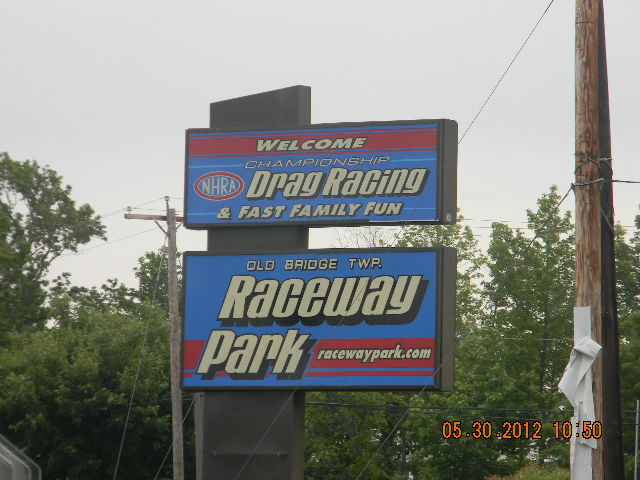 WELCOME
CHAMPIONSHIP
NHRA Drag Racing
& FAST FAMILY FUN
OLD BRIDGE TWP.
Raceway
Park racewaypark.com
05.30.2012 10:50